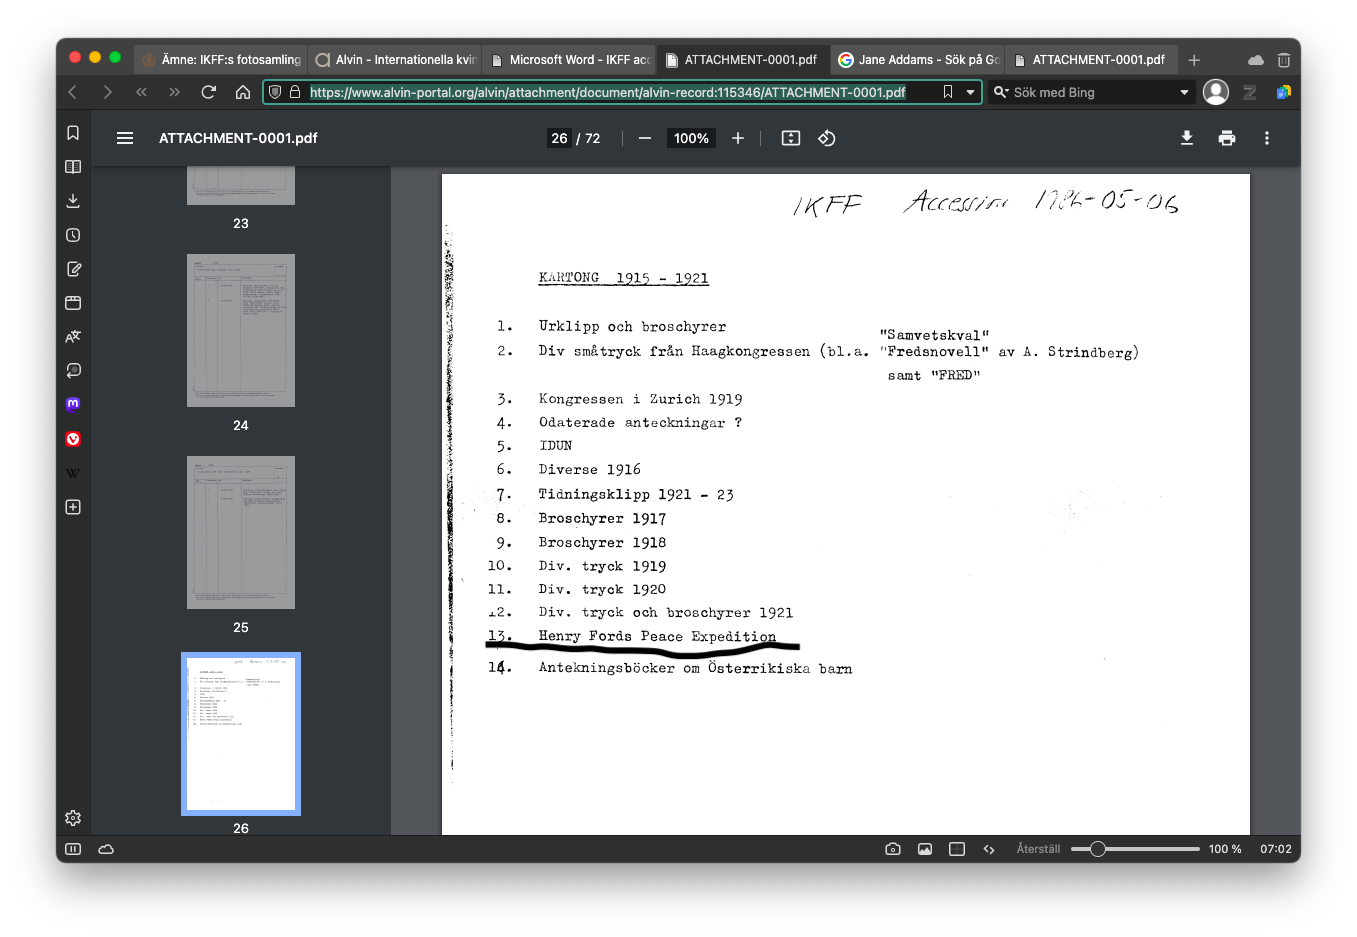 Ämne: IKFF:s fotosamling
Alvin - Internationella kvin
Microsoft Word - IKFF acc
ATTACHMENT-0001.pdf
Jane Addams - Sök på Go
ATTACHMENT-0001.pdf
https://www.alvin-portal.org/alvin/attachment/document/alvin-record:115346/ATTACHMENT-0001.pdf
Sök med Bing
ATTACHMENT-0001.pdf
26 / 72
100%
23
24
25
26
IKFF Accession 1986-05-06
KARTONG 1915 - 1921
1. Urklipp och broschyrer
"Samvetskval"
2. Div småtryck från Haagkongressen (bl.a. "Fredsnovell" av A. Strindberg)
samt "FRED"
3. Kongressen i Zurich 1919
4. Odaterade anteckningar ?
5. IDUN
6. Diverse 1916
7. Tidningsklipp 1921 - 23
8. Broschyrer 1917
9. Broschyrer 1918
10. Div. tryck 1919
11. Div. tryck 1920
12. Div. tryck och broschyrer 1921
13. Henry Fords Peace Expedition
14. Antekningsböcker om Österrikiska barn
Återställ
100 %
07:02